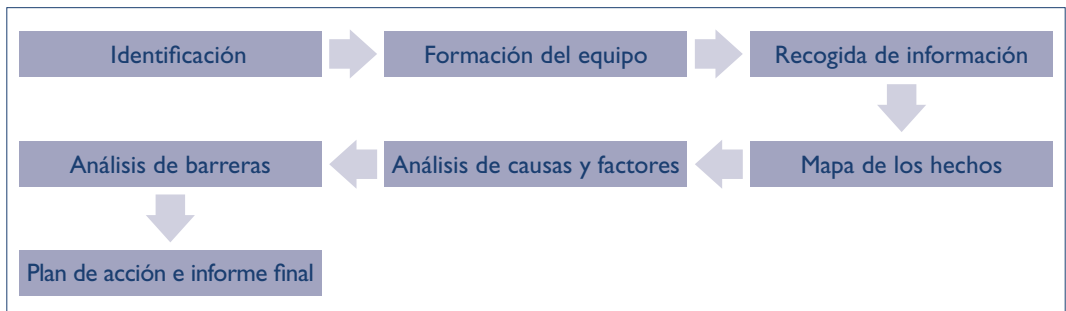 Identificación
Formación del equipo
Recogida de información
Mapa de los hechos
Análisis de causas y factores
Análisis de barreras
Plan de acción e informe final